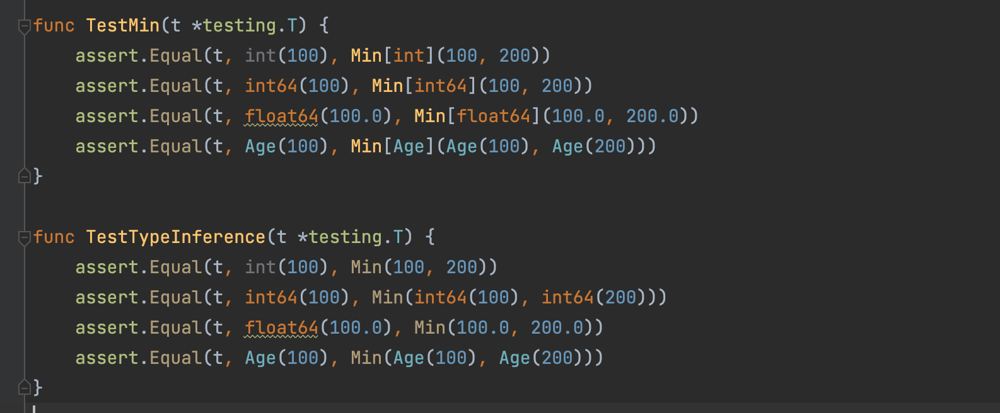 func TestMin(t *testing.T) {
    assert.Equal(t, int(100), Min[int](100, 200))
    assert.Equal(t, int64(100), Min[int64](100, 200))
    assert.Equal(t, float64(100.0), Min[float64](100.0, 200.0))
    assert.Equal(t, Age(100), Min[Age](Age(100), Age(200)))
}
func TestTypeInference(t *testing.T) {
    assert.Equal(t, int(100), Min(100, 200))
    assert.Equal(t, int64(100), Min(int64(100), int64(200)))
    assert.Equal(t, float64(100.0), Min(100.0, 200.0))
    assert.Equal(t, Age(100), Min(Age(100), Age(200)))
}